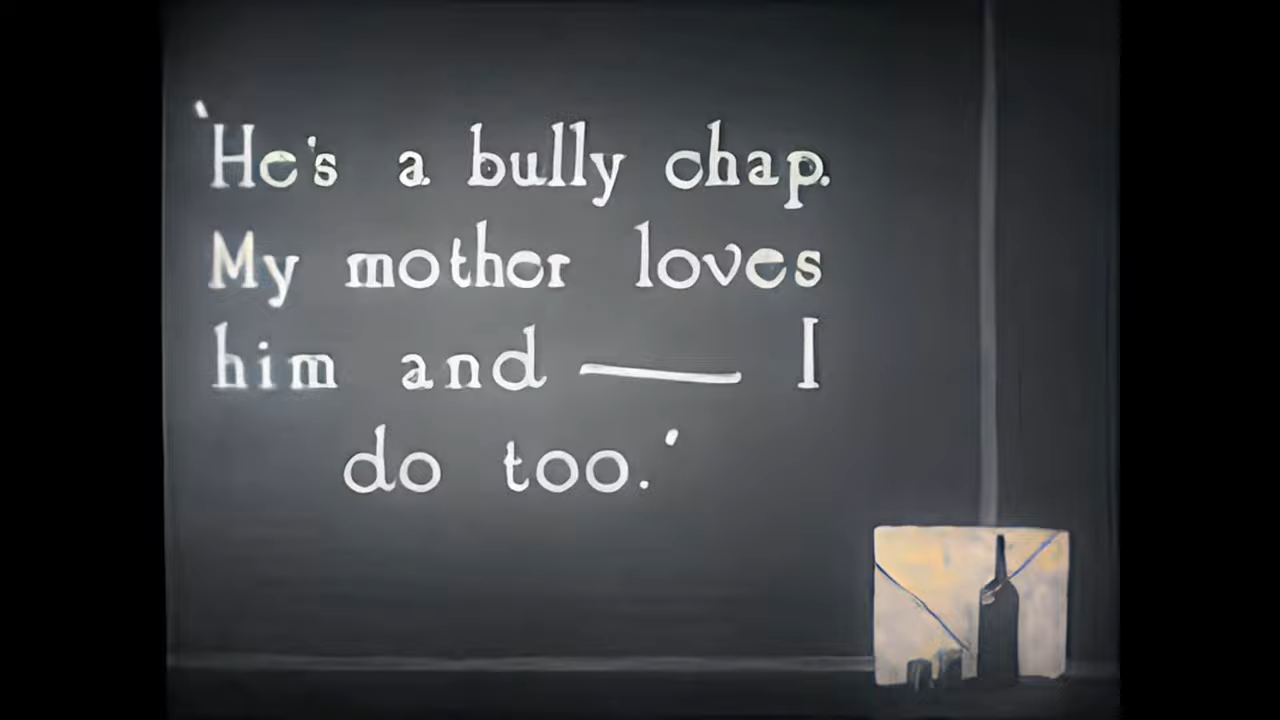 'He's a bully chap.
My mother loves
him and — I
do too.'